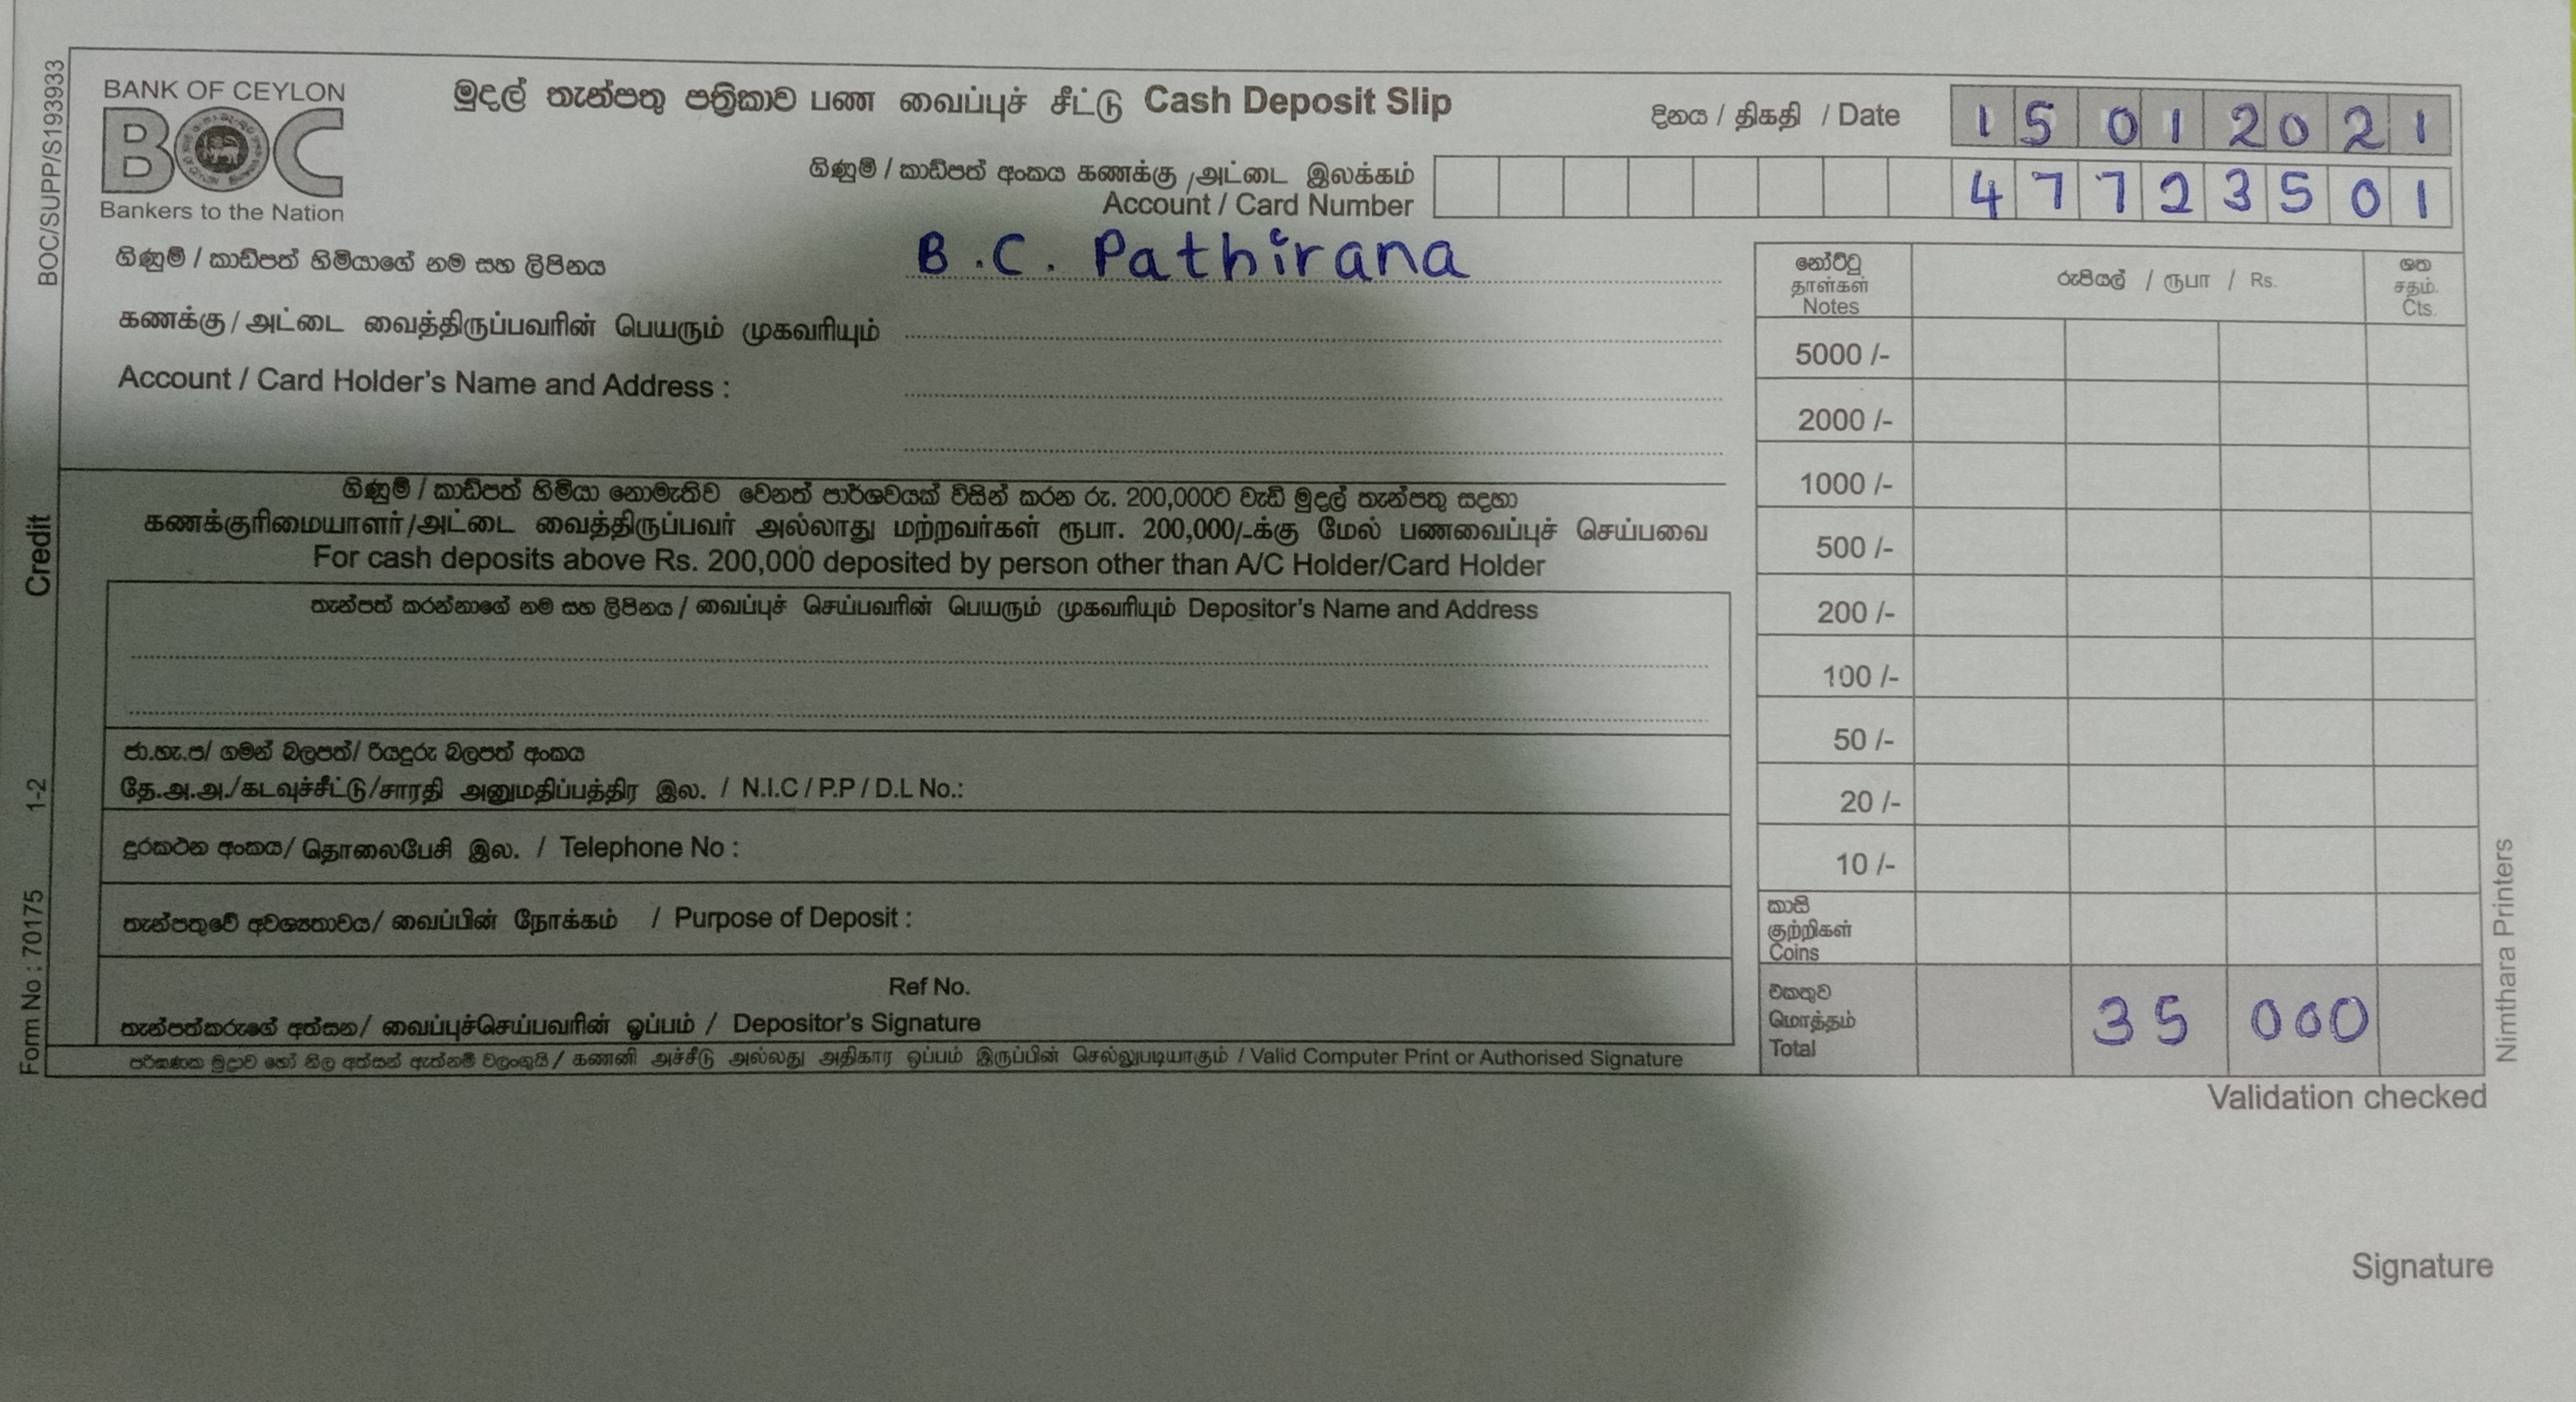 BOC/SUPP/S193933
BANK OF CEYLON
BOC
Bankers to the Nation
මුදල් තැන්පතු පත්‍රිකාව பண வைப்புச் சீட்டு Cash Deposit Slip
දිනය / திகதி / Date 15012021
ගිණුම් / කාඩ්පත් අංකය கணக்கு /அட்டை இலக்கம்
Account / Card Number 47723501
ගිණුම් / කාඩ්පත් හිමියාගේ නම සහ ලිපිනය B.C. Pathirana
கணக்கு / அட்டை வைத்திருப்பவரின் பெயரும் முகவரியும்
Account / Card Holder's Name and Address :
ගිණුම් / කාඩ්පත් හිමියා නොමැතිව වෙනත් පාර්ශවයක් විසින් කරන රු. 200,000ට වැඩි මුදල් තැන්පතු සඳහා
கணக்குரிமையாளர்/அட்டை வைத்திருப்பவர் அல்லாது மற்றவர்கள் ரூபா. 200,000/-க்கு மேல் பணவைப்புச் செய்பவை
For cash deposits above Rs. 200,000 deposited by person other than A/C Holder/Card Holder
තැන්පත් කරන්නාගේ නම සහ ලිපිනය / வைப்புச் செய்பவரின் பெயரும் முகவரியும் Depositor's Name and Address
ජා.හැ.ප/ ගමන් බලපත්/ රියදුරු බලපත් අංකය
தே.அ.அ./கடவுச்சீட்டு/சாரதி அனுமதிப்பத்திர இல. / N.I.C / P.P / D.L No.:
දුරකථන අංකය/ தொலைபேசி இல. / Telephone No :
තැන්පතුවේ අවශ්‍යතාවය/ வைப்பின் நோக்கம் / Purpose of Deposit :
Ref No.
තැන්පත්කරුගේ අත්සන/ வைப்புச்செய்பவரின் ஒப்பம் / Depositor's Signature
පරිගණක මුද්‍රාව හෝ නිල අත්සන් ඇත්නම් වලංගුයි / கணனி அச்சீடு அல்லது அதிகார ஒப்பம் இருப்பின் செல்லுபடியாகும் / Valid Computer Print or Authorised Signature
නෝට්ටු
தாள்கள்
Notes
රුපියල් / ரூபா / Rs.
ශත
சதம்.
Cts.
5000 /-
2000 /-
1000 /-
500 /-
200 /-
100 /-
50 /-
20 /-
10 /-
කාසි
குற்றிகள்
Coins
එකතුව
மொத்தம்
Total
35 000
Validation checked
Signature
Form No : 70175 1-2 Credit
Nimthara Printers